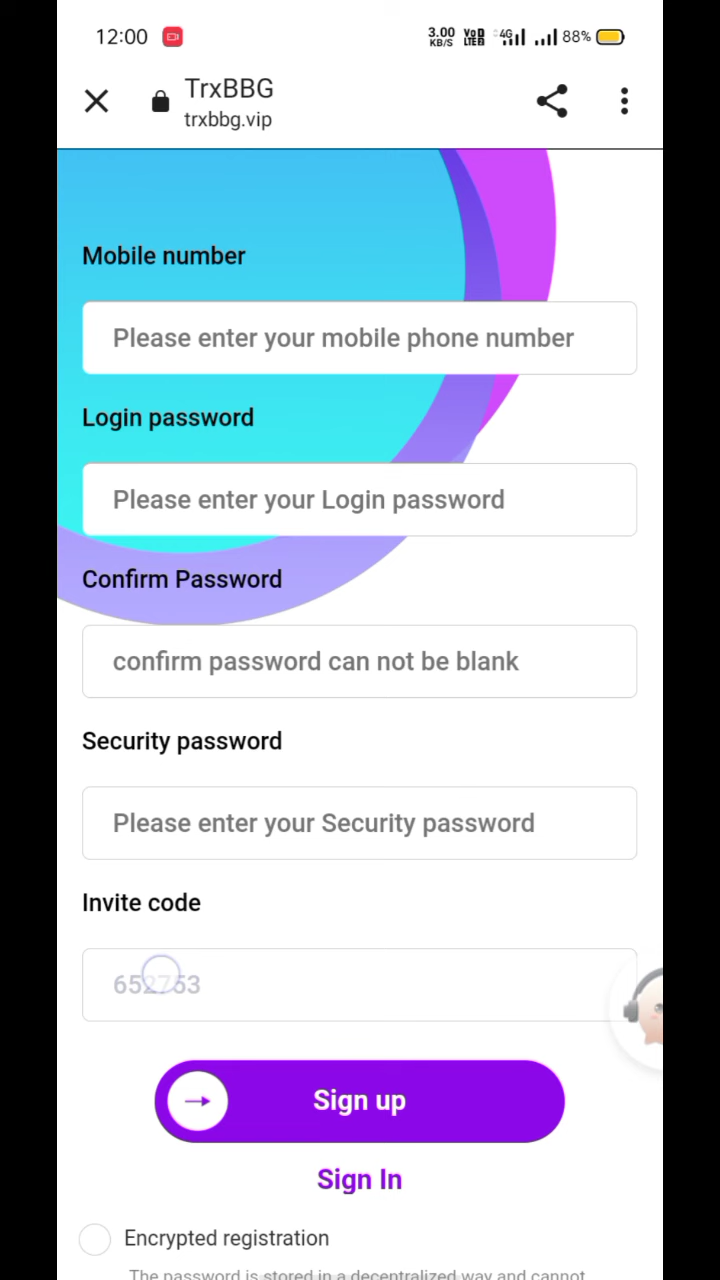 12:00 3.00 KB/S VoD LTE2 4G 88%
TrxBBG
trxbbg.vip
Mobile number
Please enter your mobile phone number
Login password
Please enter your Login password
Confirm Password
confirm password can not be blank
Security password
Please enter your Security password
Invite code
652753
Sign up
Sign In
Encrypted registration
The password is stored in a decentralized way and cannot